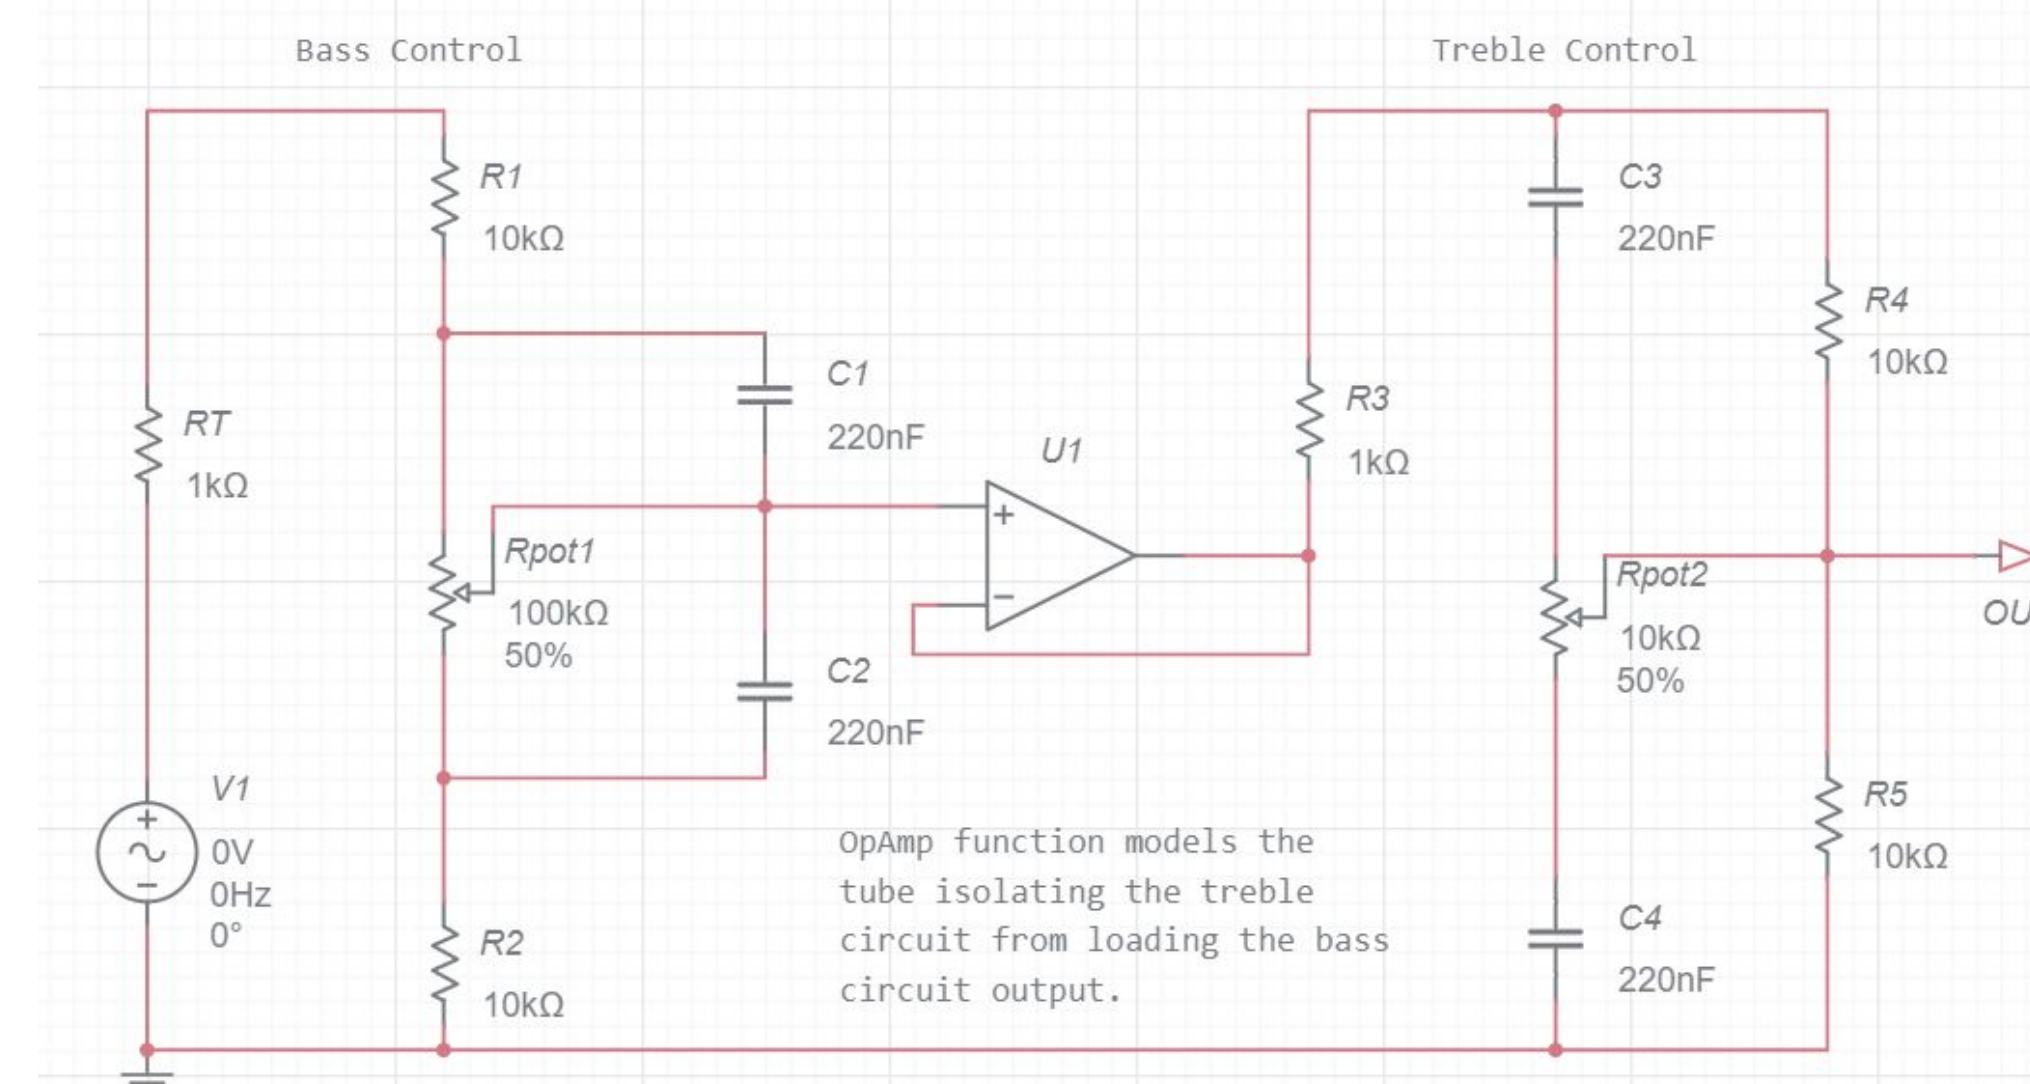 Bass Control
Treble Control
R1
10kΩ
C3
220nF
R4
10kΩ
RT
1kΩ
C1
220nF
U1
+
−
R3
1kΩ
Rpot1
100kΩ
50%
Rpot2
10kΩ
50%
OU
C2
220nF
V1
+
−
0V
0Hz
0°
R5
10kΩ
OpAmp function models the
tube isolating the treble
circuit from loading the bass
circuit output.
R2
10kΩ
C4
220nF